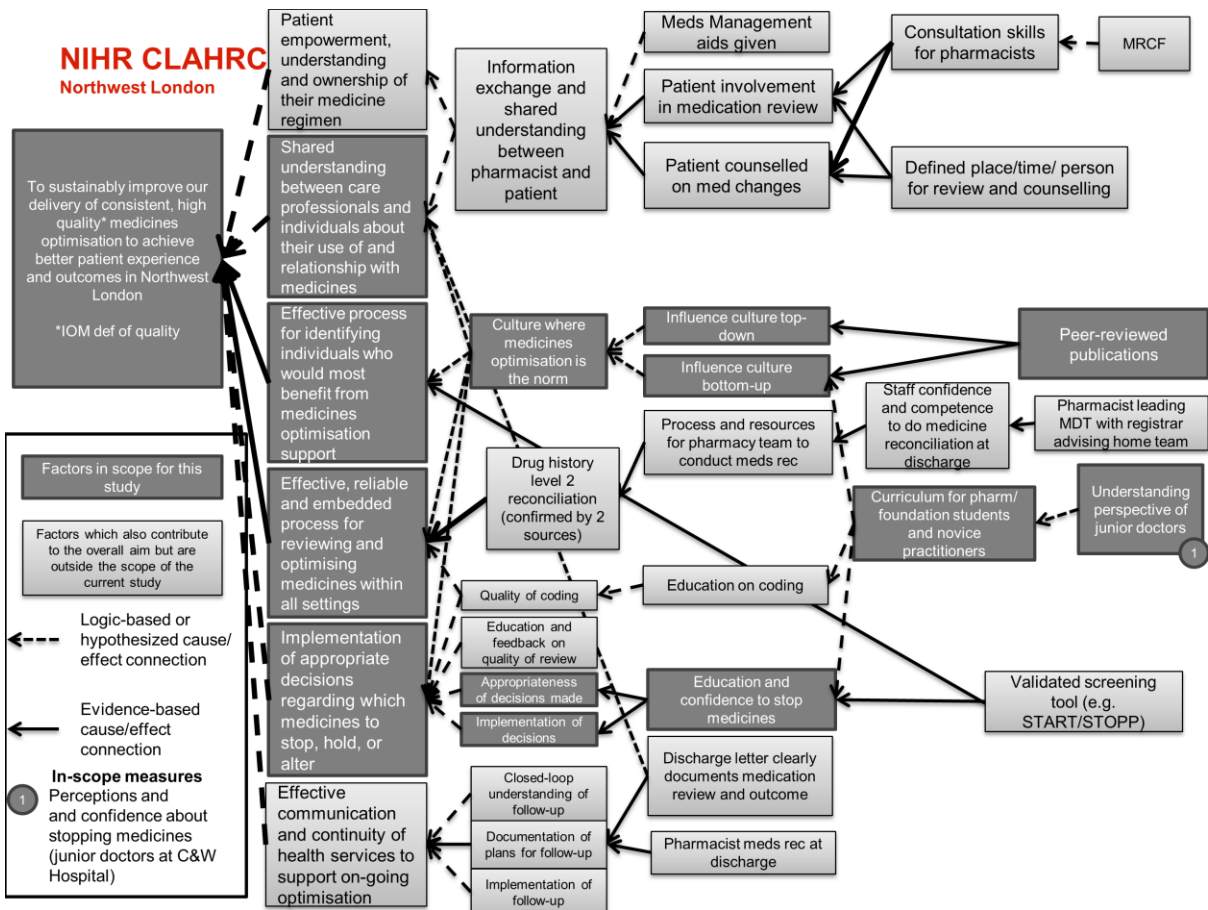 NIHR CLAHRC
Northwest London
To sustainably improve our
delivery of consistent, high
quality* medicines
optimisation to achieve
better patient experience
and outcomes in Northwest
London
*IOM def of quality
Factors in scope for this
study
Factors which also contribute
to the overall aim but are
outside the scope of the
current study
Logic-based or
hypothesized cause/
effect connection
Evidence-based
cause/effect
connection
In-scope measures
1
Perceptions and
and confidence about
stopping medicines
(junior doctors at C&W
Hospital)
Patient
empowerment,
understanding
and ownership of
their medicine
regimen
Shared
understanding
between care
professionals and
individuals about
their use of and
relationship with
medicines
Effective process
for identifying
individuals who
would most
benefit from
medicines
optimisation
support
Effective, reliable
and embedded
process for
reviewing and
optimising
medicines within
all settings
Implementation
of appropriate
decisions
regarding which
medicines to
stop, hold, or
alter
Effective
communication
and continuity of
health services to
support on-going
optimisation
Information
exchange and
shared
understanding
between
pharmacist and
patient
Culture where
medicines
optimisation is
the norm
Drug history
level 2
reconciliation
(confirmed by 2
sources)
Quality of coding
Education and
feedback on
quality of review
Appropriateness
of decisions made
Implementation
of decisions
Closed-loop
understanding of
follow-up
Documentation of
plans for follow-up
Implementation of
follow-up
Meds Management
aids given
Patient involvement
in medication review
Patient counselled
on med changes
Influence culture top-
down
Influence culture
bottom-up
Process and resources
for pharmacy team to
conduct meds rec
Education on coding
Education and
confidence to stop
medicines
Discharge letter clearly
documents medication
review and outcome
Pharmacist meds rec at
discharge
Consultation skills
for pharmacists
Defined place/time/ person
for review and counselling
MRCF
Peer-reviewed
publications
Staff confidence
and competence
to do medicine
reconciliation at
discharge
Pharmacist leading
MDT with registrar
advising home team
Curriculum for pharm/
foundation students
and novice
practitioners
Understanding
perspective of
junior doctors
1
Validated screening
tool (e.g.
START/STOPP)